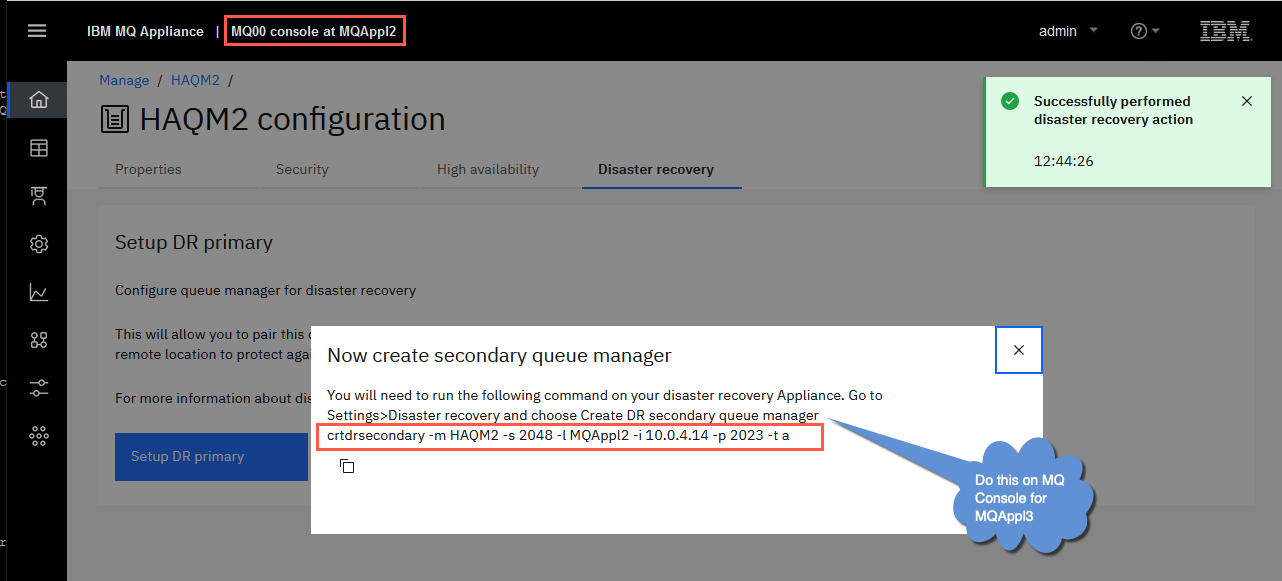 IBM MQ Appliance | MQ00 console at MQAppl2
admin
IBM
Manage / HAQM2 /
HAQM2 configuration
Successfully performed
disaster recovery action
12:44:26
Properties Security High availability Disaster recovery
Setup DR primary
Configure queue manager for disaster recovery
This will allow you to pair this
remote location to protect aga
For more information about dis
Setup DR primary
Now create secondary queue manager
You will need to run the following command on your disaster recovery Appliance. Go to
Settings>Disaster recovery and choose Create DR secondary queue manager
crtdrsecondary -m HAQM2 -s 2048 -l MQAppl2 -i 10.0.4.14 -p 2023 -t a
Do this on MQ
Console for
MQAppl3